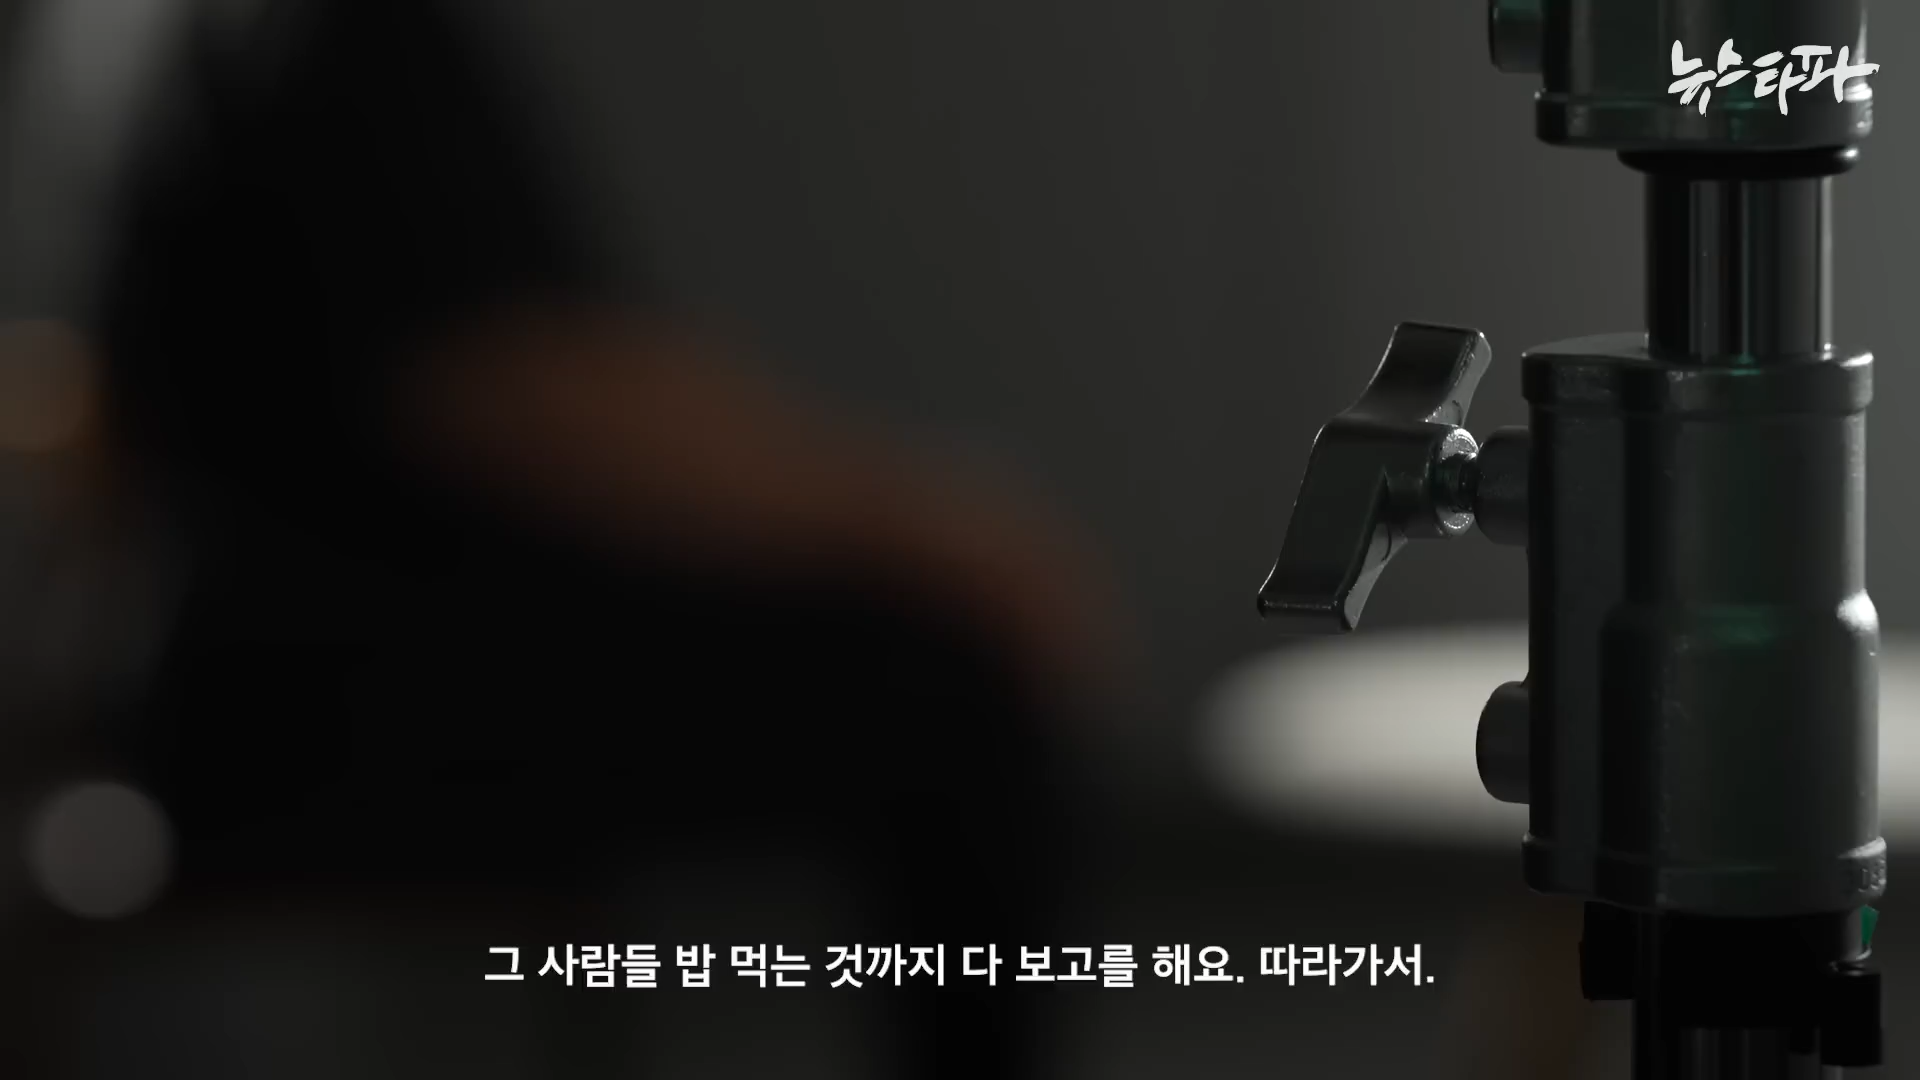 뉴스타파
그 사람들 밥 먹는 것까지 다 보고를 해요. 따라가서.